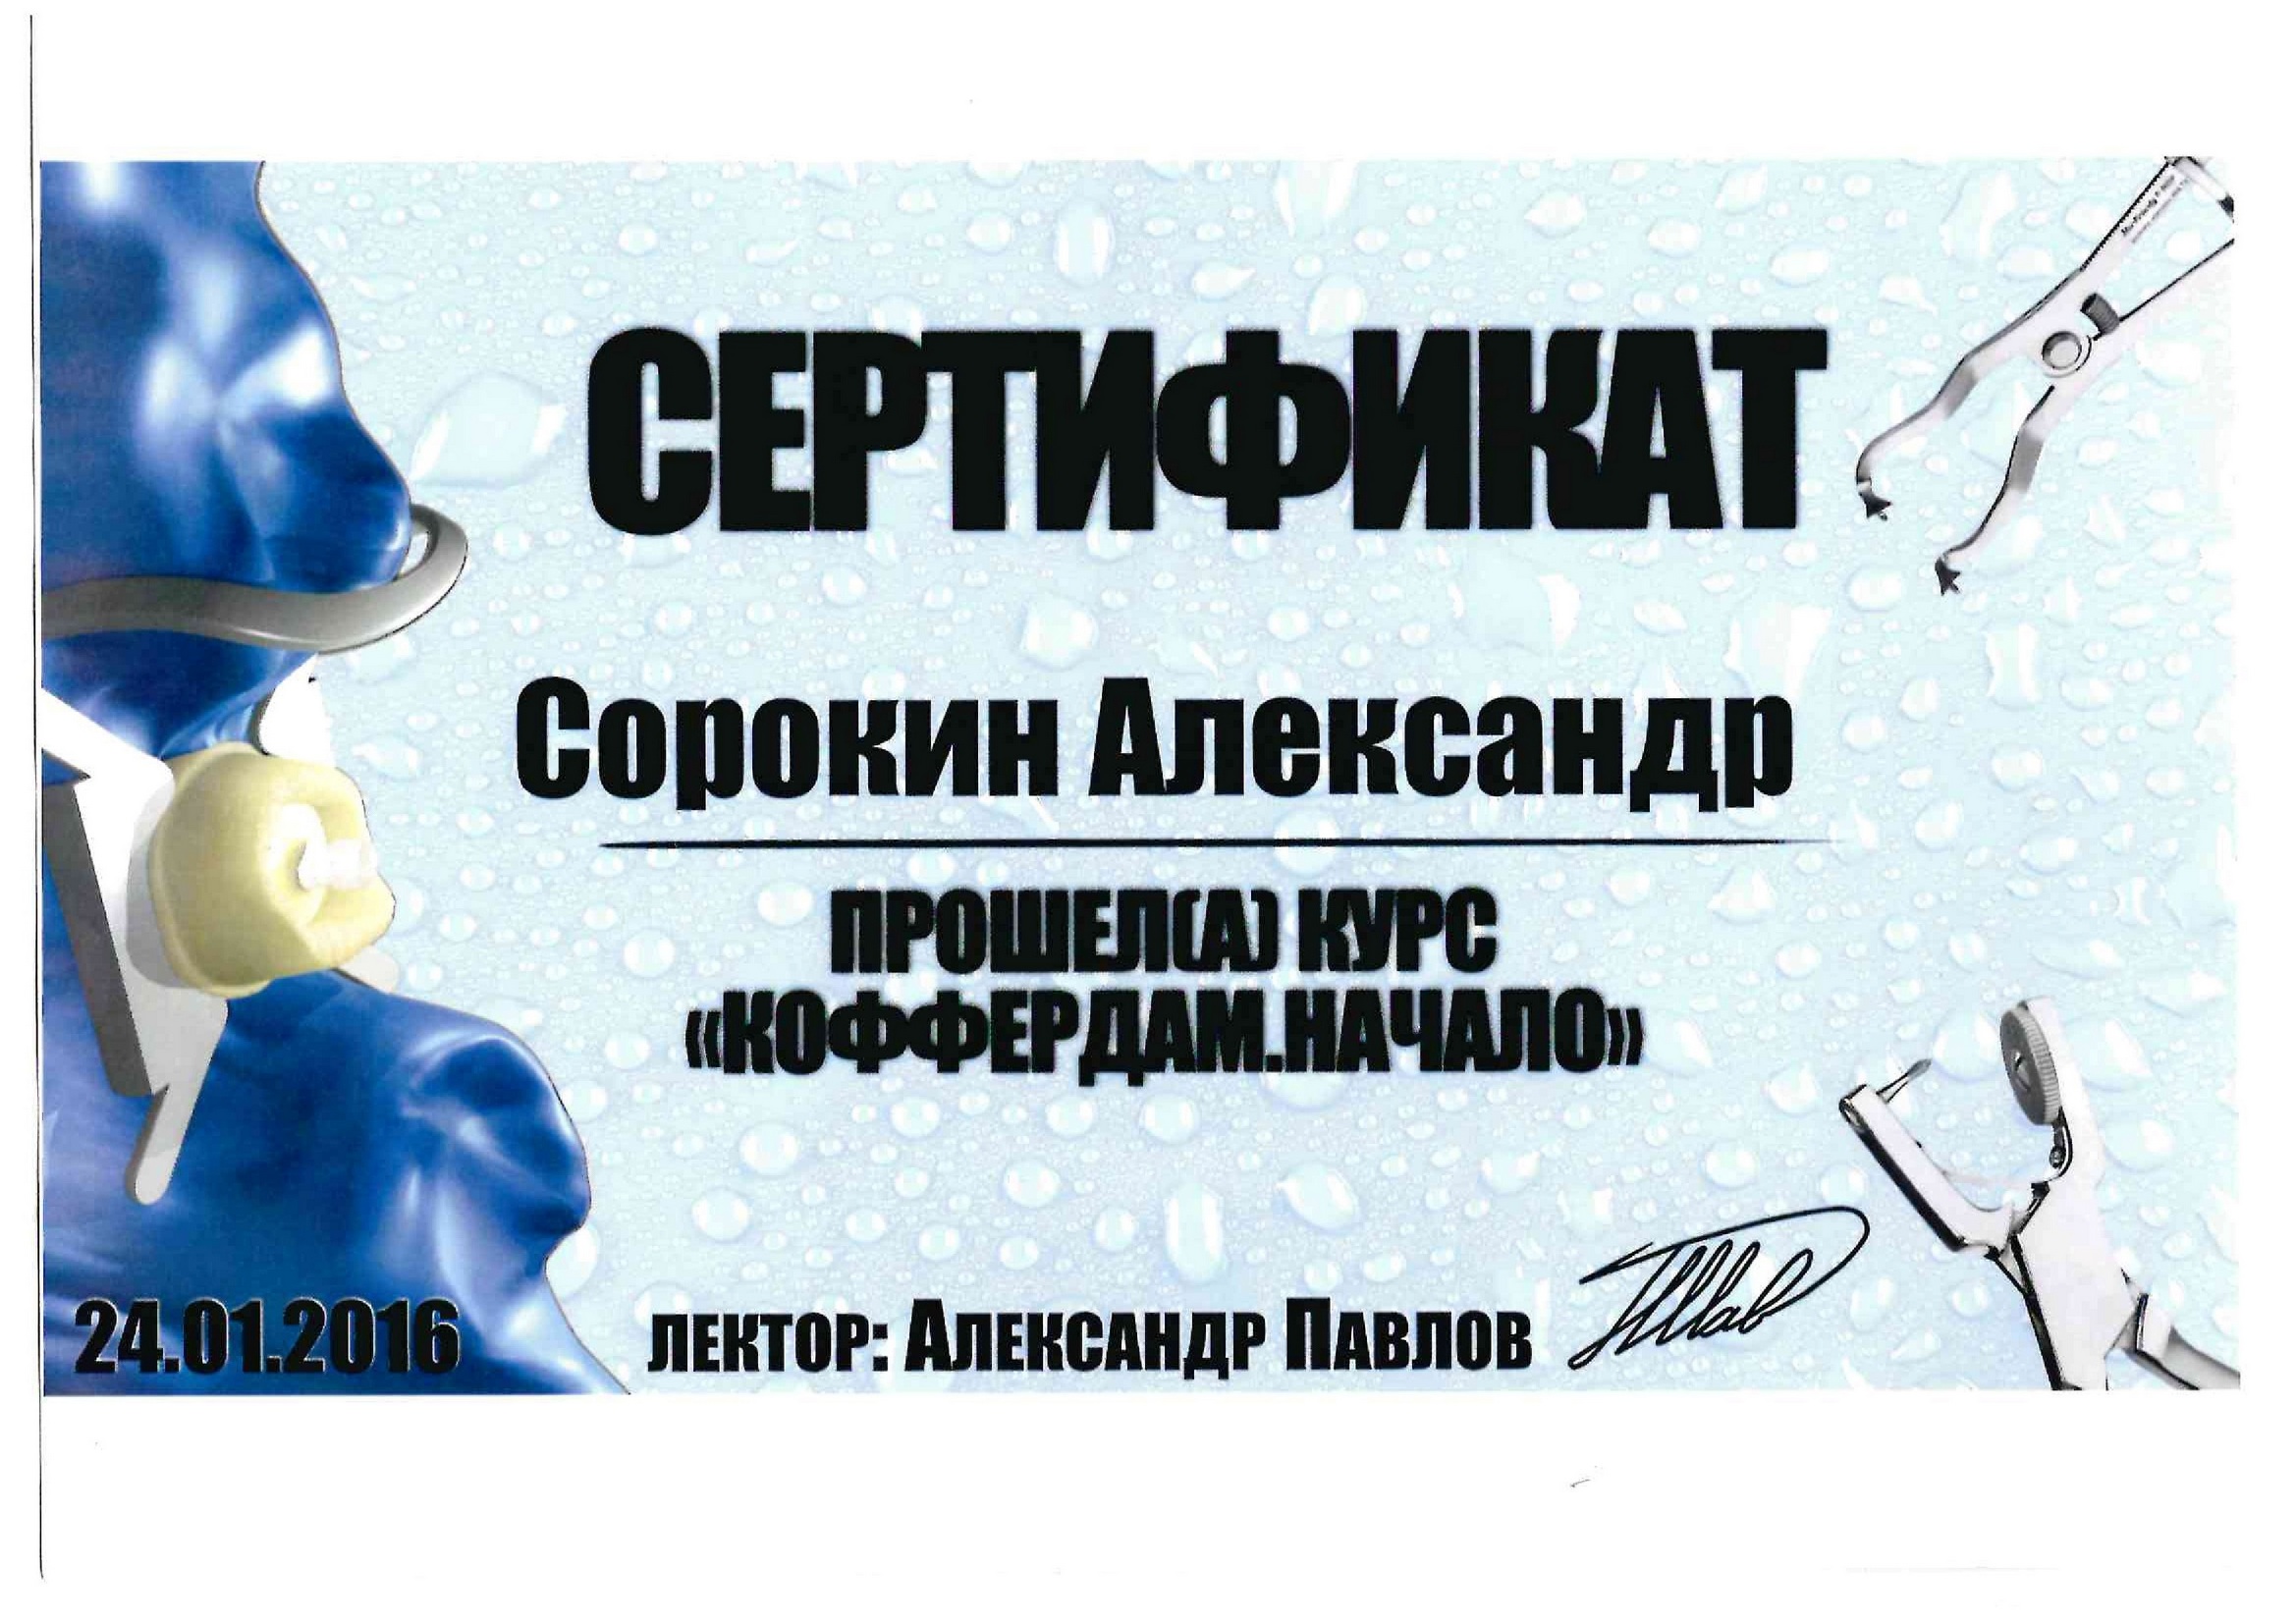 СЕРТИФИКАТ
Сорокин Александр
ПРОШЕЛ(А) КУРС
«КОФФЕРДАМ.НАЧАЛО»
24.01.2016
ЛЕКТОР: АЛЕКСАНДР ПАВЛОВ